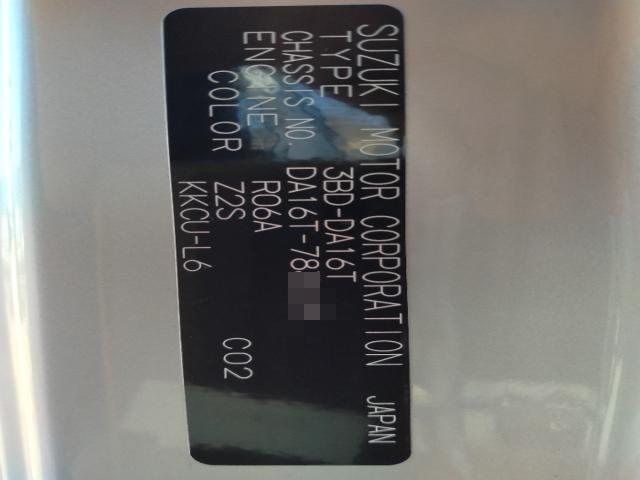 SUZUKI MOTOR CORPORATION JAPAN
TYPE 3BD-DA16T
CHASSIS NO. DA16T-78
ENGINE R06A
COLOR Z2S C02
KKCU-L6